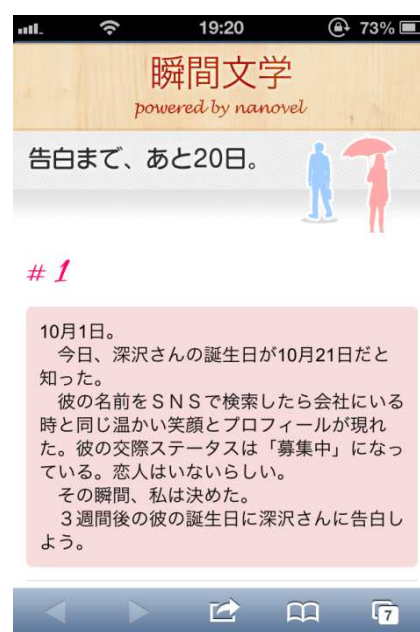 19:20
73%
瞬間文学
powered by nanovel
告白まで、あと20日。
#1
10月1日。
　今日、深沢さんの誕生日が10月21日だと
知った。
　彼の名前をＳＮＳで検索したら会社にいる
時と同じ温かい笑顔とプロフィールが現れ
た。彼の交際ステータスは「募集中」になっ
ている。恋人はいないらしい。
　その瞬間、私は決めた。
　３週間後の彼の誕生日に深沢さんに告白し
よう。
7